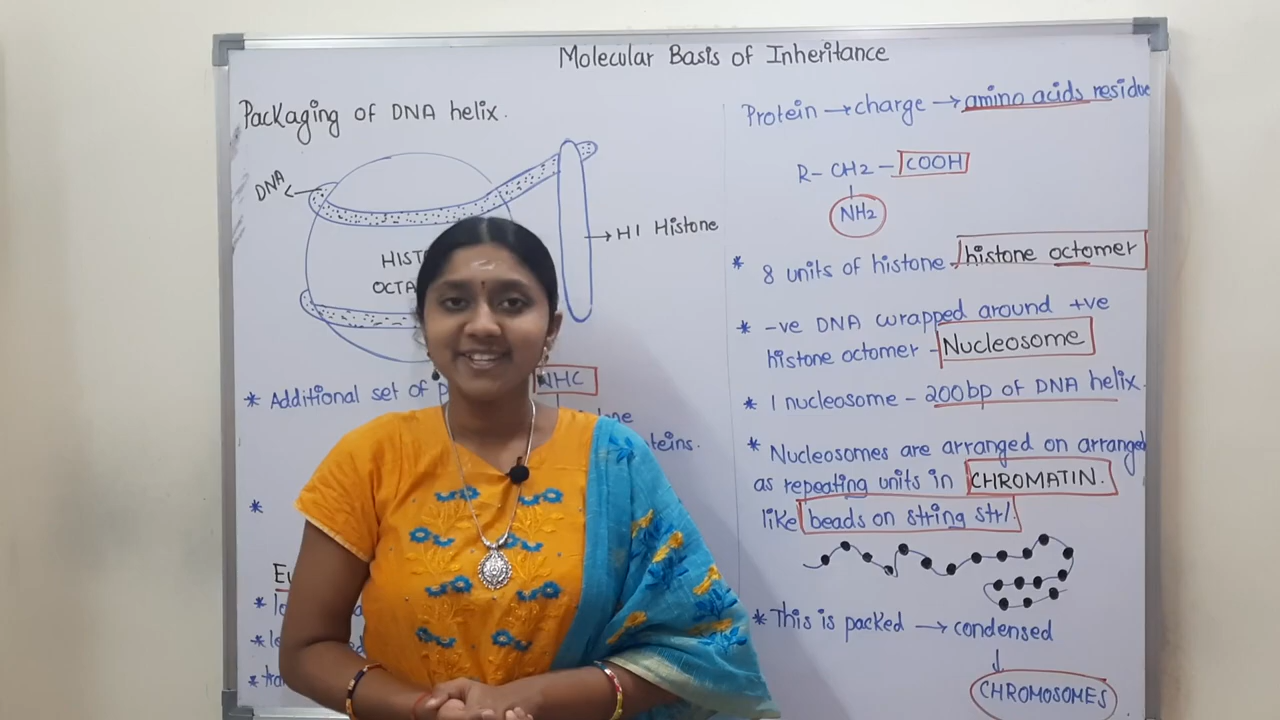 Molecular Basis of Inheritance
Packaging of DNA helix.
DNA
H1 Histone
* Additional set of NHC
teins.
*
*
*
*
Protein → charge → amino acids residue
R- CH2 - COOH
NH2
* 8 units of histone - histone octomer
* -ve DNA wrapped around +ve
histone octomer - Nucleosome
* 1 nucleosome - 200bp of DNA helix.
* Nucleosomes are arranged on arranged
as repeating units in CHROMATIN.
like beads on string str/.
* This is packed → condensed
↓
CHROMOSOMES